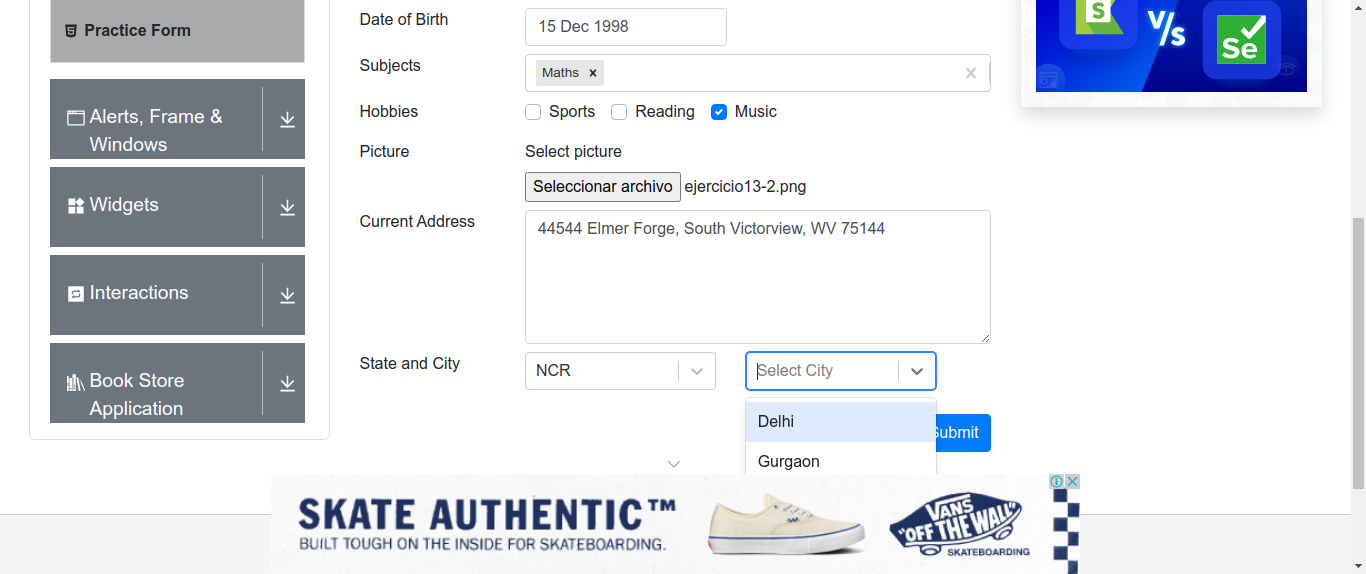 Practice Form
Alerts, Frame &
Windows
Widgets
Interactions
Book Store
Application
Date of Birth
15 Dec 1998
Subjects
Maths
Hobbies
Sports Reading Music
Picture
Select picture
Seleccionar archivo ejercicio13-2.png
Current Address
44544 Elmer Forge, South Victorview, WV 75144
State and City
NCR
Select City
Delhi
Gurgaon
Submit
S
V/s
Se
SKATE AUTHENTIC™
BUILT TOUGH ON THE INSIDE FOR SKATEBOARDING.
VANS
"OFF THE WALL"
SKATEBOARDING